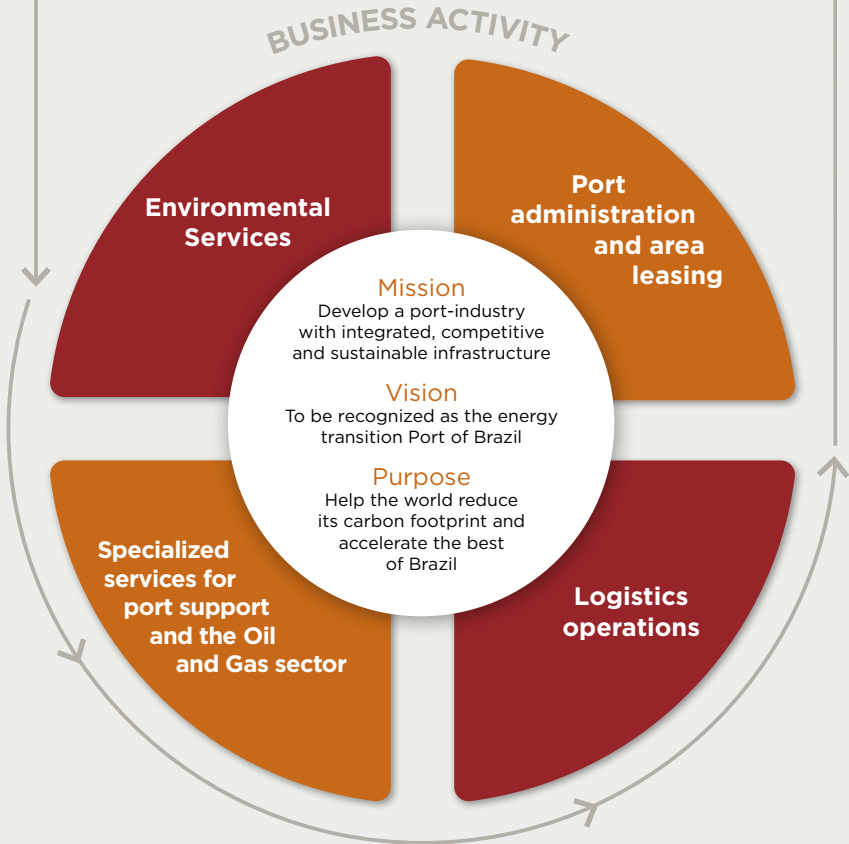 BUSINESS ACTIVITY
Environmental
Services
Port
administration
and area
leasing
Mission
Develop a port-industry
with integrated, competitive
and sustainable infrastructure
Vision
To be recognized as the energy
transition Port of Brazil
Purpose
Help the world reduce
its carbon footprint and
accelerate the best
of Brazil
Specialized
services for
port support
and the Oil
and Gas sector
Logistics
operations